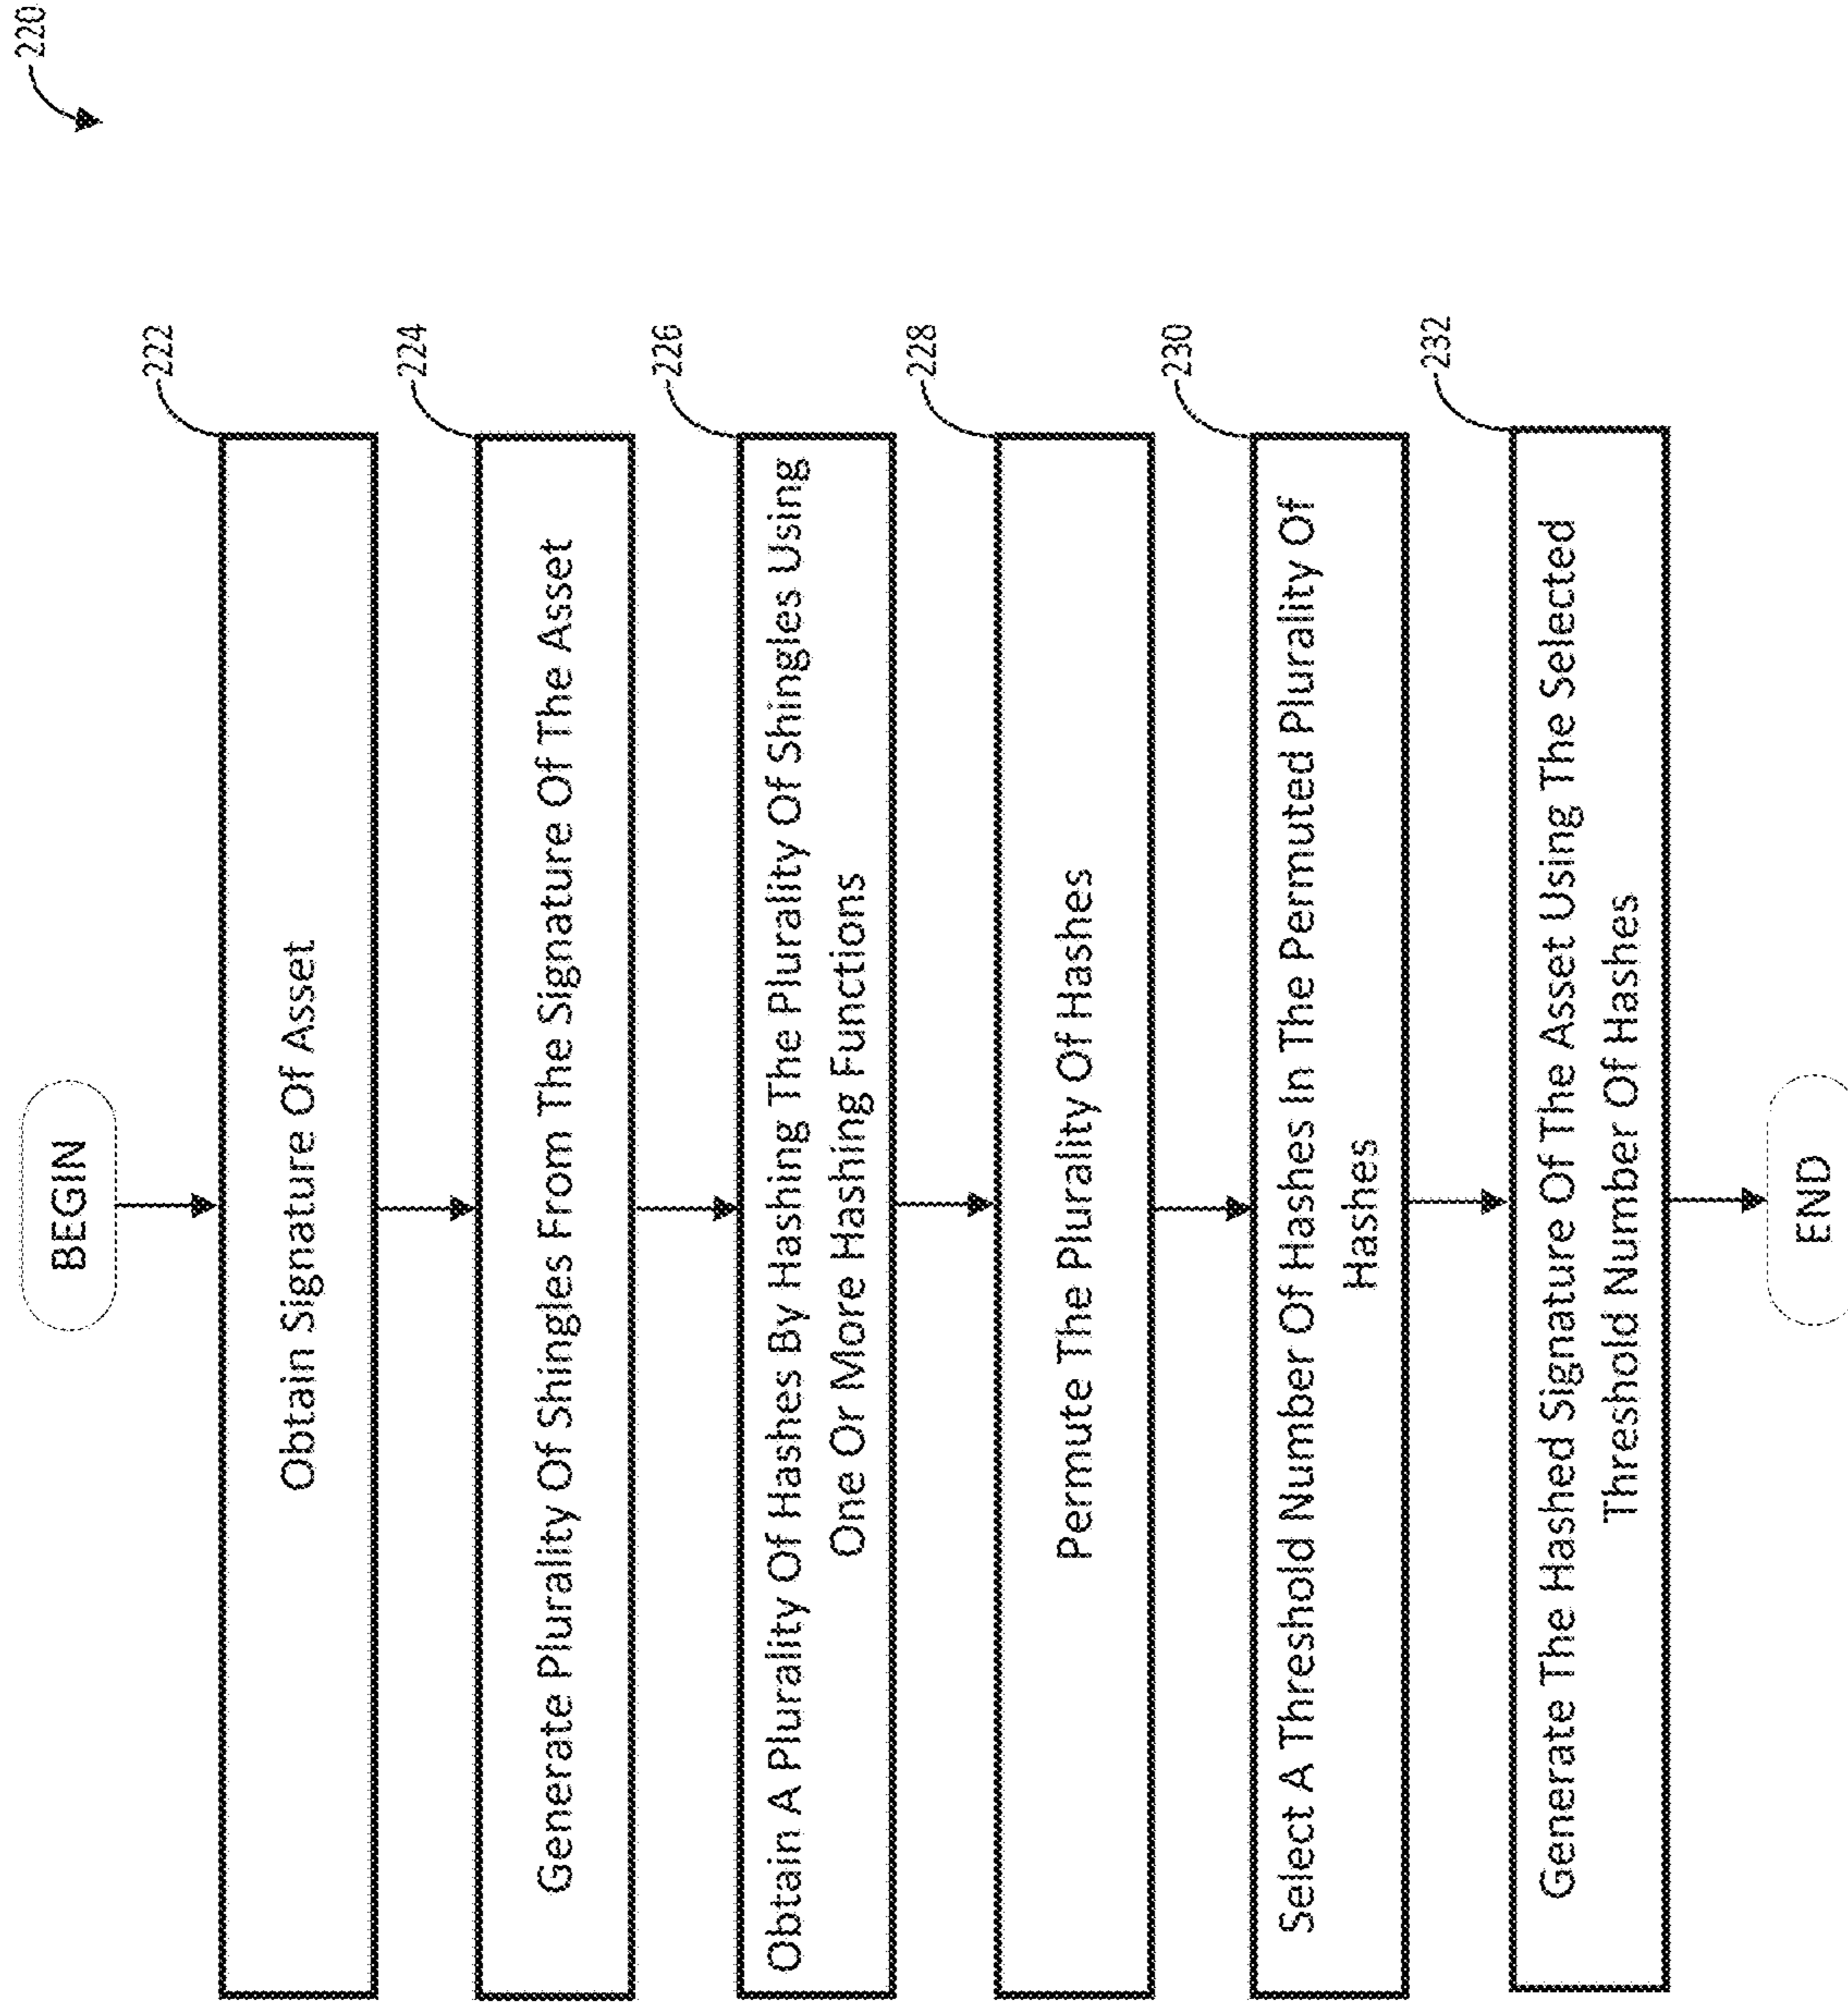 220
BEGIN
222
Obtain Signature Of Asset
224
Generate Plurality Of Shingles From The Signature Of The Asset
226
Obtain A Plurality Of Hashes By Hashing The Plurality Of Shingles Using
One Or More Hashing Functions
228
Permute The Plurality Of Hashes
230
Select A Threshold Number Of Hashes In The Permuted Plurality Of
Hashes
232
Generate The Hashed Signature Of The Asset Using The Selected
Threshold Number Of Hashes
END